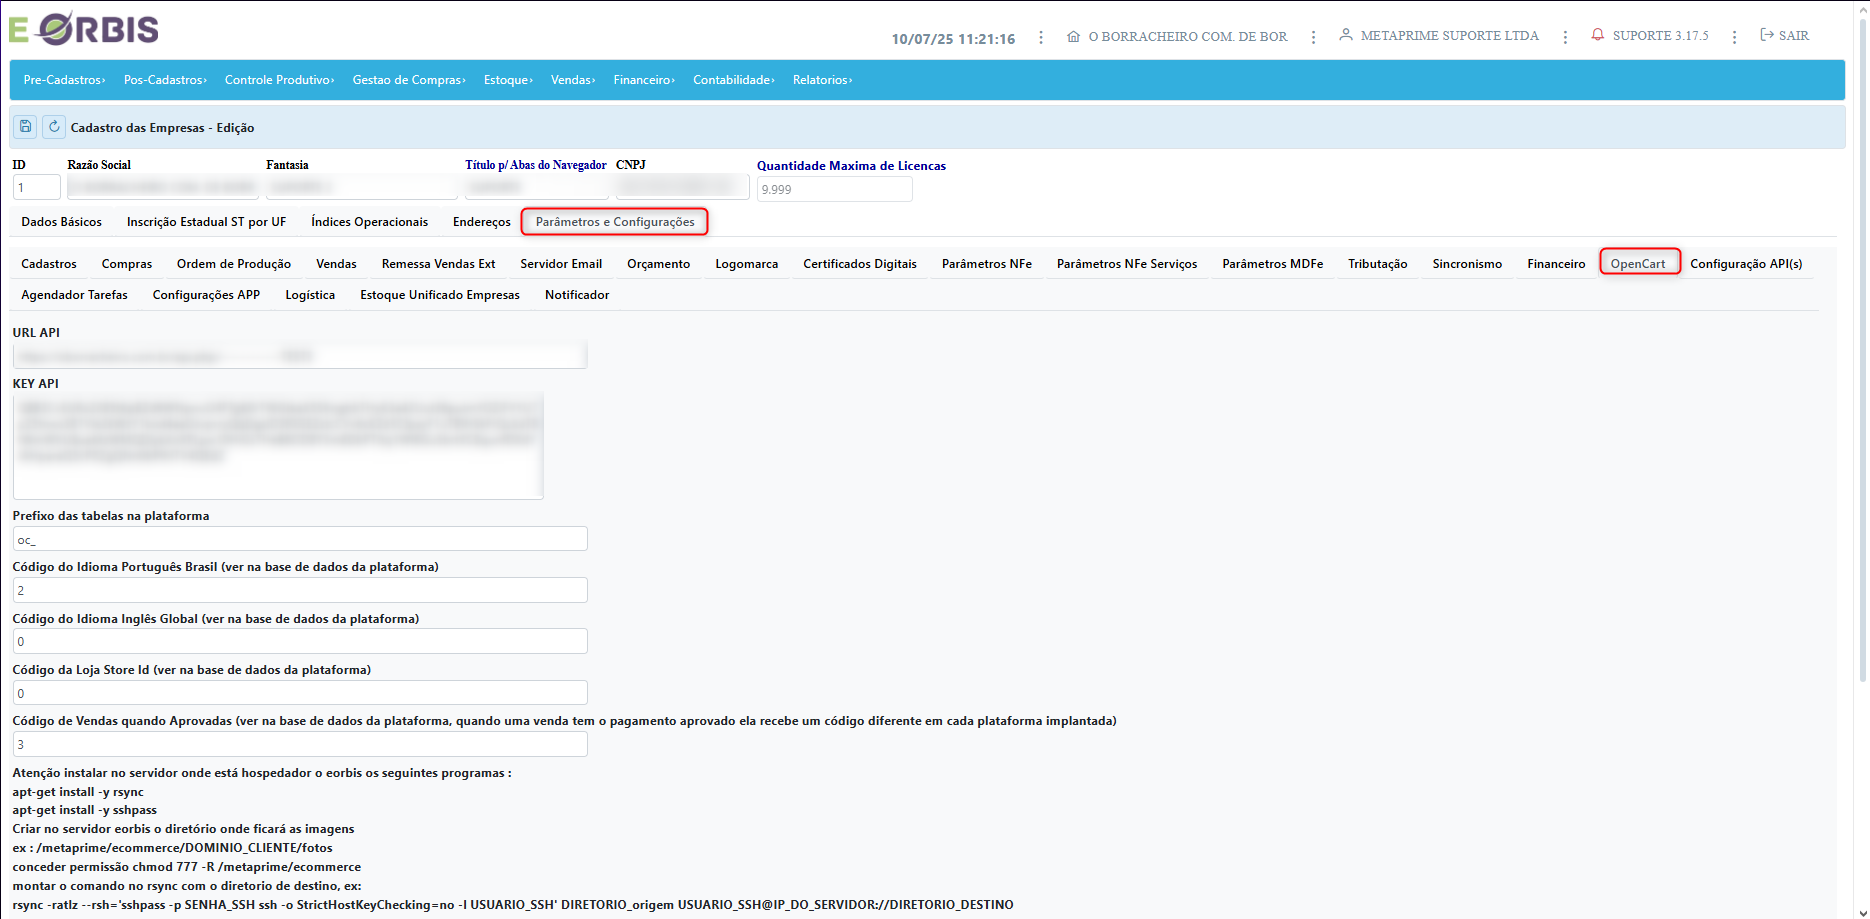 E ORBIS
10/07/25 11:21:16 O BORRACHEIRO COM. DE BOR METAPRIME SUPORTE LTDA SUPORTE 3.17.5 SAIR
Pre-Cadastros› Pos-Cadastros› Controle Produtivo› Gestao de Compras› Estoque› Vendas› Financeiro› Contabilidade› Relatorios›
Cadastro das Empresas - Edição
ID Razão Social Fantasia Título p/ Abas do Navegador CNPJ Quantidade Maxima de Licencas
1 9.999
Dados Básicos Inscrição Estadual ST por UF Índices Operacionais Endereços Parâmetros e Configurações
Cadastros Compras Ordem de Produção Vendas Remessa Vendas Ext Servidor Email Orçamento Logomarca Certificados Digitais Parâmetros NFe Parâmetros NFe Serviços Parâmetros MDFe Tributação Sincronismo Financeiro OpenCart Configuração API(s)
Agendador Tarefas Configurações APP Logística Estoque Unificado Empresas Notificador
URL API
KEY API
Prefixo das tabelas na plataforma
oc_
Código do Idioma Português Brasil (ver na base de dados da plataforma)
2
Código do Idioma Inglês Global (ver na base de dados da plataforma)
0
Código da Loja Store Id (ver na base de dados da plataforma)
0
Código de Vendas quando Aprovadas (ver na base de dados da plataforma, quando uma venda tem o pagamento aprovado ela recebe um código diferente em cada plataforma implantada)
3
Atenção instalar no servidor onde está hospedador o eorbis os seguintes programas :
apt-get install -y rsync
apt-get install -y sshpass
Criar no servidor eorbis o diretório onde ficará as imagens
ex : /metaprime/ecommerce/DOMINIO_CLIENTE/fotos
conceder permissão chmod 777 -R /metaprime/ecommerce
montar o comando no rsync com o diretorio de destino, ex:
rsync -ratlz --rsh='sshpass -p SENHA_SSH ssh -o StrictHostKeyChecking=no -l USUARIO_SSH' DIRETORIO_origem USUARIO_SSH@IP_DO_SERVIDOR://DIRETORIO_DESTINO